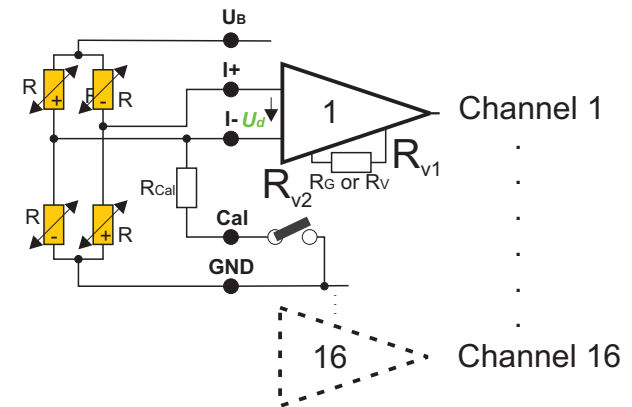 UB
I+
R + R - R
1
Channel 1
I- Ud
Rv1
RCal
Rv2
RG or RV
R - + R
Cal
GND
16
Channel 16